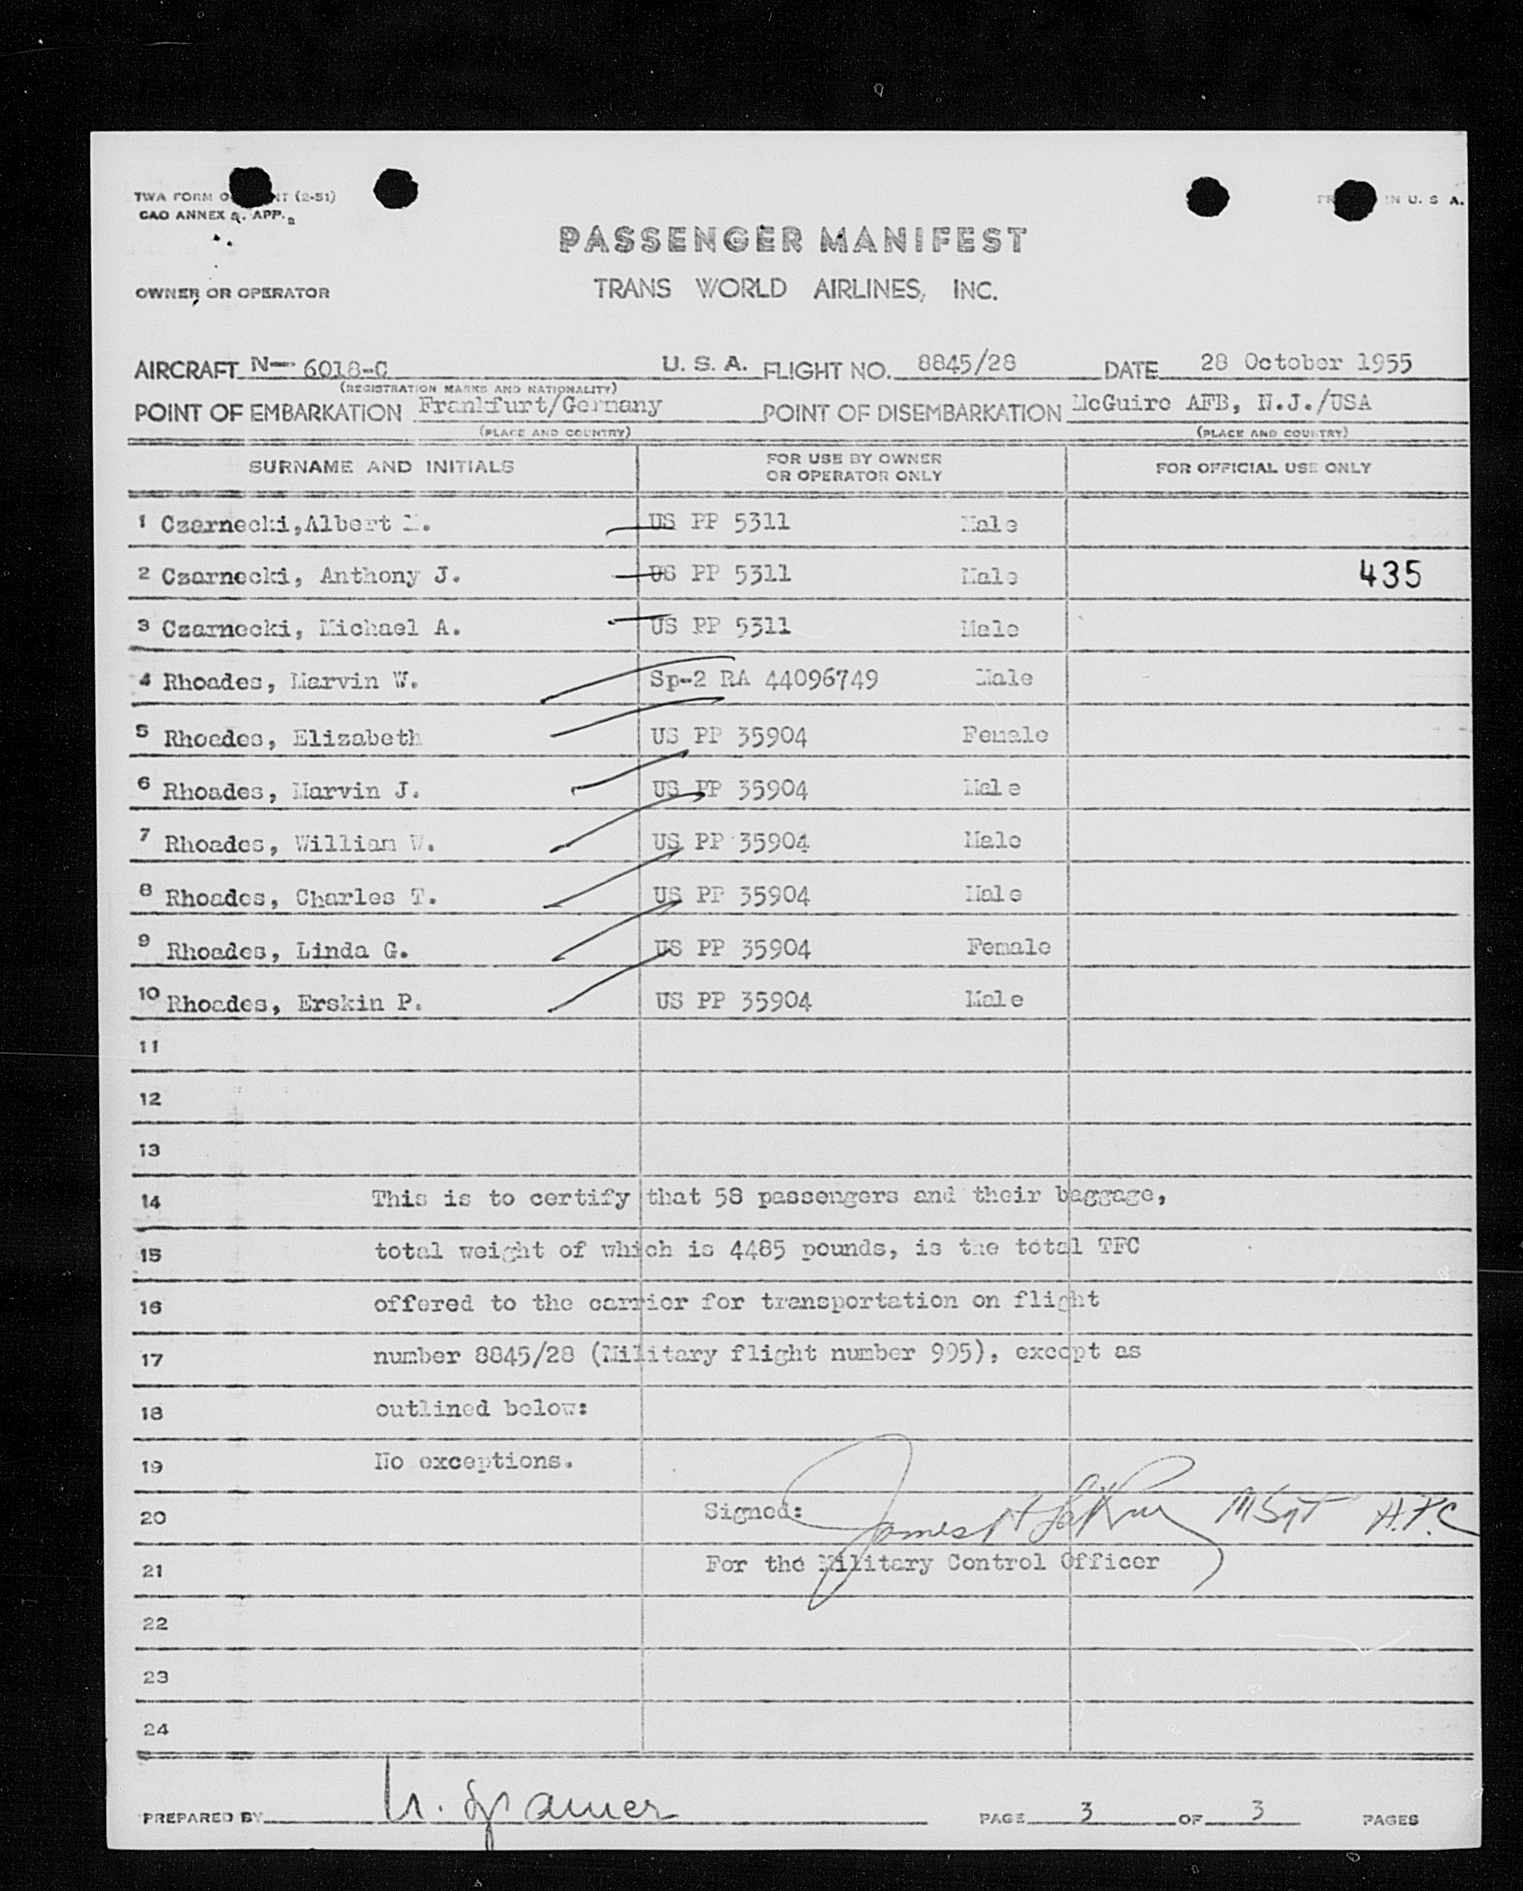 TWA FORM (2-51)
CAO ANNEX 9. APP. 2
IN U. S. A.
PASSENGER MANIFEST
OWNER OR OPERATOR TRANS WORLD AIRLINES, INC.
AIRCRAFT N- 6018-C U. S. A. FLIGHT NO. 8845/28 DATE 28 October 1955
(REGISTRATION MARKS AND NATIONALITY)
POINT OF EMBARKATION Frankfurt/Germany POINT OF DISEMBARKATION McGuire AFB, N.J./USA
(PLACE AND COUNTRY) (PLACE AND COUNTRY)
SURNAME AND INITIALS FOR USE BY OWNER OR OPERATOR ONLY FOR OFFICIAL USE ONLY
1 Czarnecki,Albert M. US PP 5311 Male
2 Czarnecki, Anthony J. US PP 5311 Male 435
3 Czarnecki, Michael A. US PP 5311 Male
4 Rhoades, Marvin W. Sp-2 RA 44096749 Male
5 Rhoades, Elizabeth US PP 35904 Female
6 Rhoades, Marvin J. US PP 35904 Male
7 Rhoades, William W. US PP 35904 Male
8 Rhoades, Charles T. US PP 35904 Male
9 Rhoades, Linda G. US PP 35904 Female
10 Rhoades, Erskin P. US PP 35904 Male
11
12
13
14 This is to certify that 58 passengers and their baggage,
15 total weight of which is 4485 pounds, is the total TFC
16 offered to the carrier for transportation on flight
17 number 8845/28 (Military flight number 995), except as
18 outlined below:
19 No exceptions.
20 Signed: James H MSgt
21 For the Military Control Officer
22
23
24
PREPARED BY PAGE 3 OF 3 PAGES